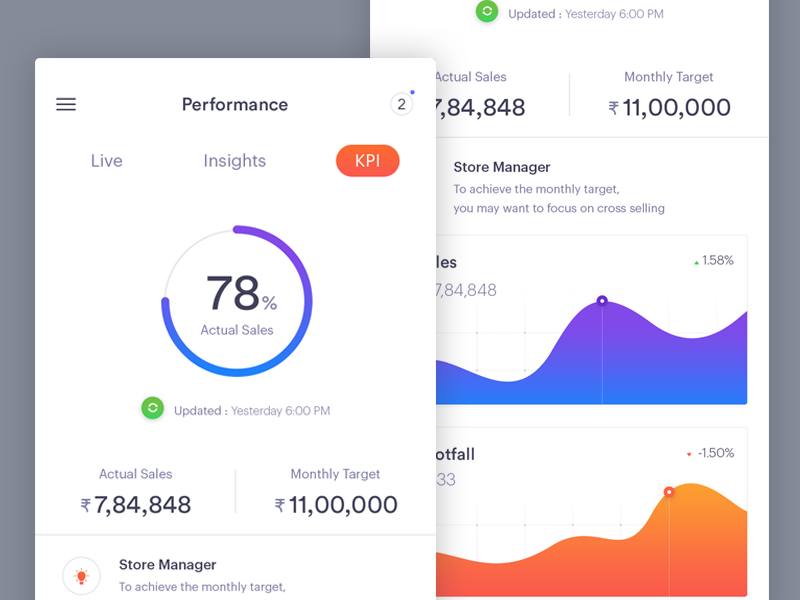 Performance
2
Live
Insights
KPI
78%
Actual Sales
Updated : Yesterday 6:00 PM
Actual Sales
Monthly Target
₹7,84,848
₹11,00,000
Store Manager
To achieve the monthly target,
Updated : Yesterday 6:00 PM
Actual Sales
Monthly Target
7,84,848
₹11,00,000
Store Manager
To achieve the monthly target,
you may want to focus on cross selling
les
1.58%
7,84,848
otfall
-1.50%
33